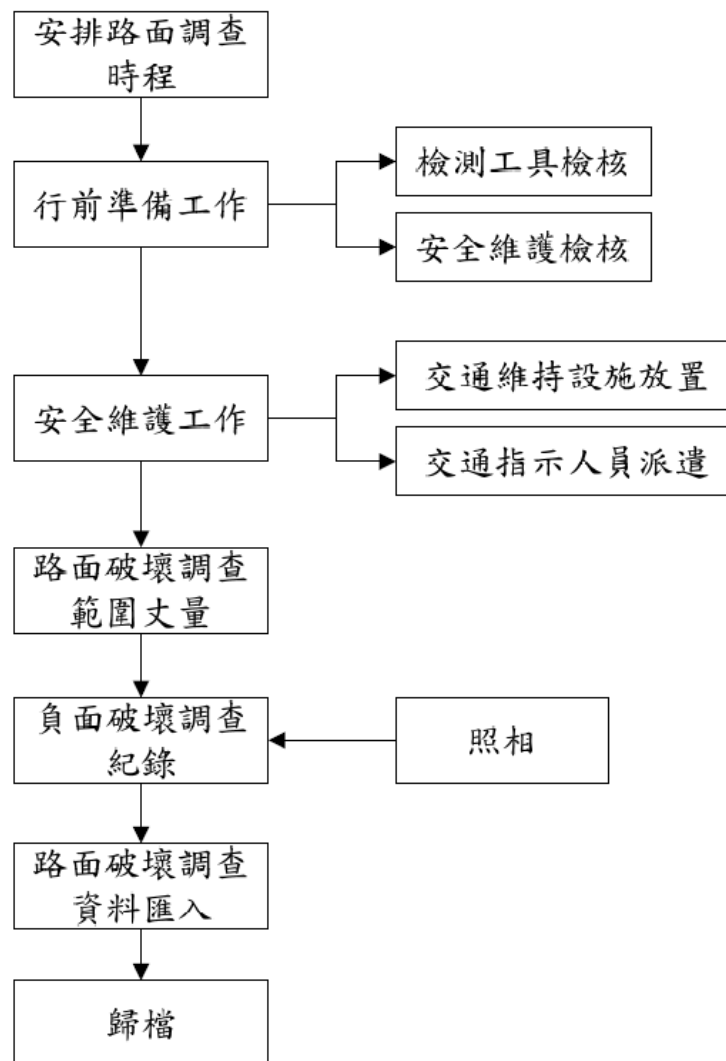 安排路面調查
時程
行前準備工作
檢測工具檢核
安全維護檢核
安全維護工作
交通維持設施放置
交通指示人員派遣
路面破壞調查
範圍丈量
負面破壞調查
紀錄
照相
路面破壞調查
資料匯入
歸檔